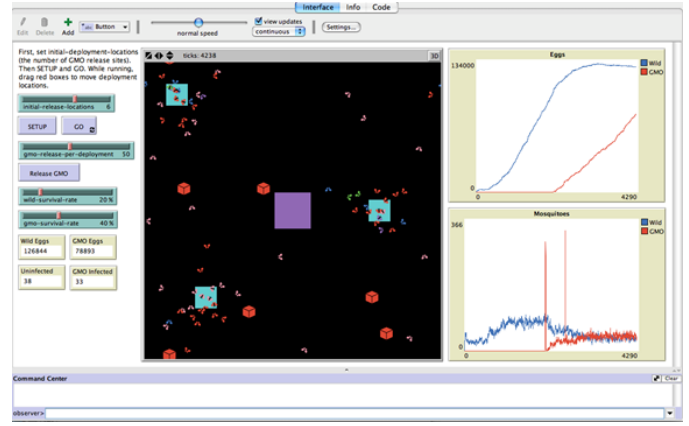 Interface Info Code
Edit Delete Add
Button
normal speed
view updates
continuous
Settings...
First, set initial-deployment-locations
(the number of GMO release sites).
Then SETUP and GO. While running,
drag red boxes to move deployment
locations.
initial-release-locations 6
SETUP GO
gmo-release-per-deployment 50
Release GMO
wild-survival-rate 20 %
gmo-survival-rate 40 %
Wild Eggs
126844
GMO Eggs
78893
Uninfected
38
GMO Infected
33
ticks: 4238
3D
Eggs
134000
0
0
4290
Wild
GMO
Mosquitoes
366
0
0
4290
Wild
GMO
Command Center
Clear
observer>